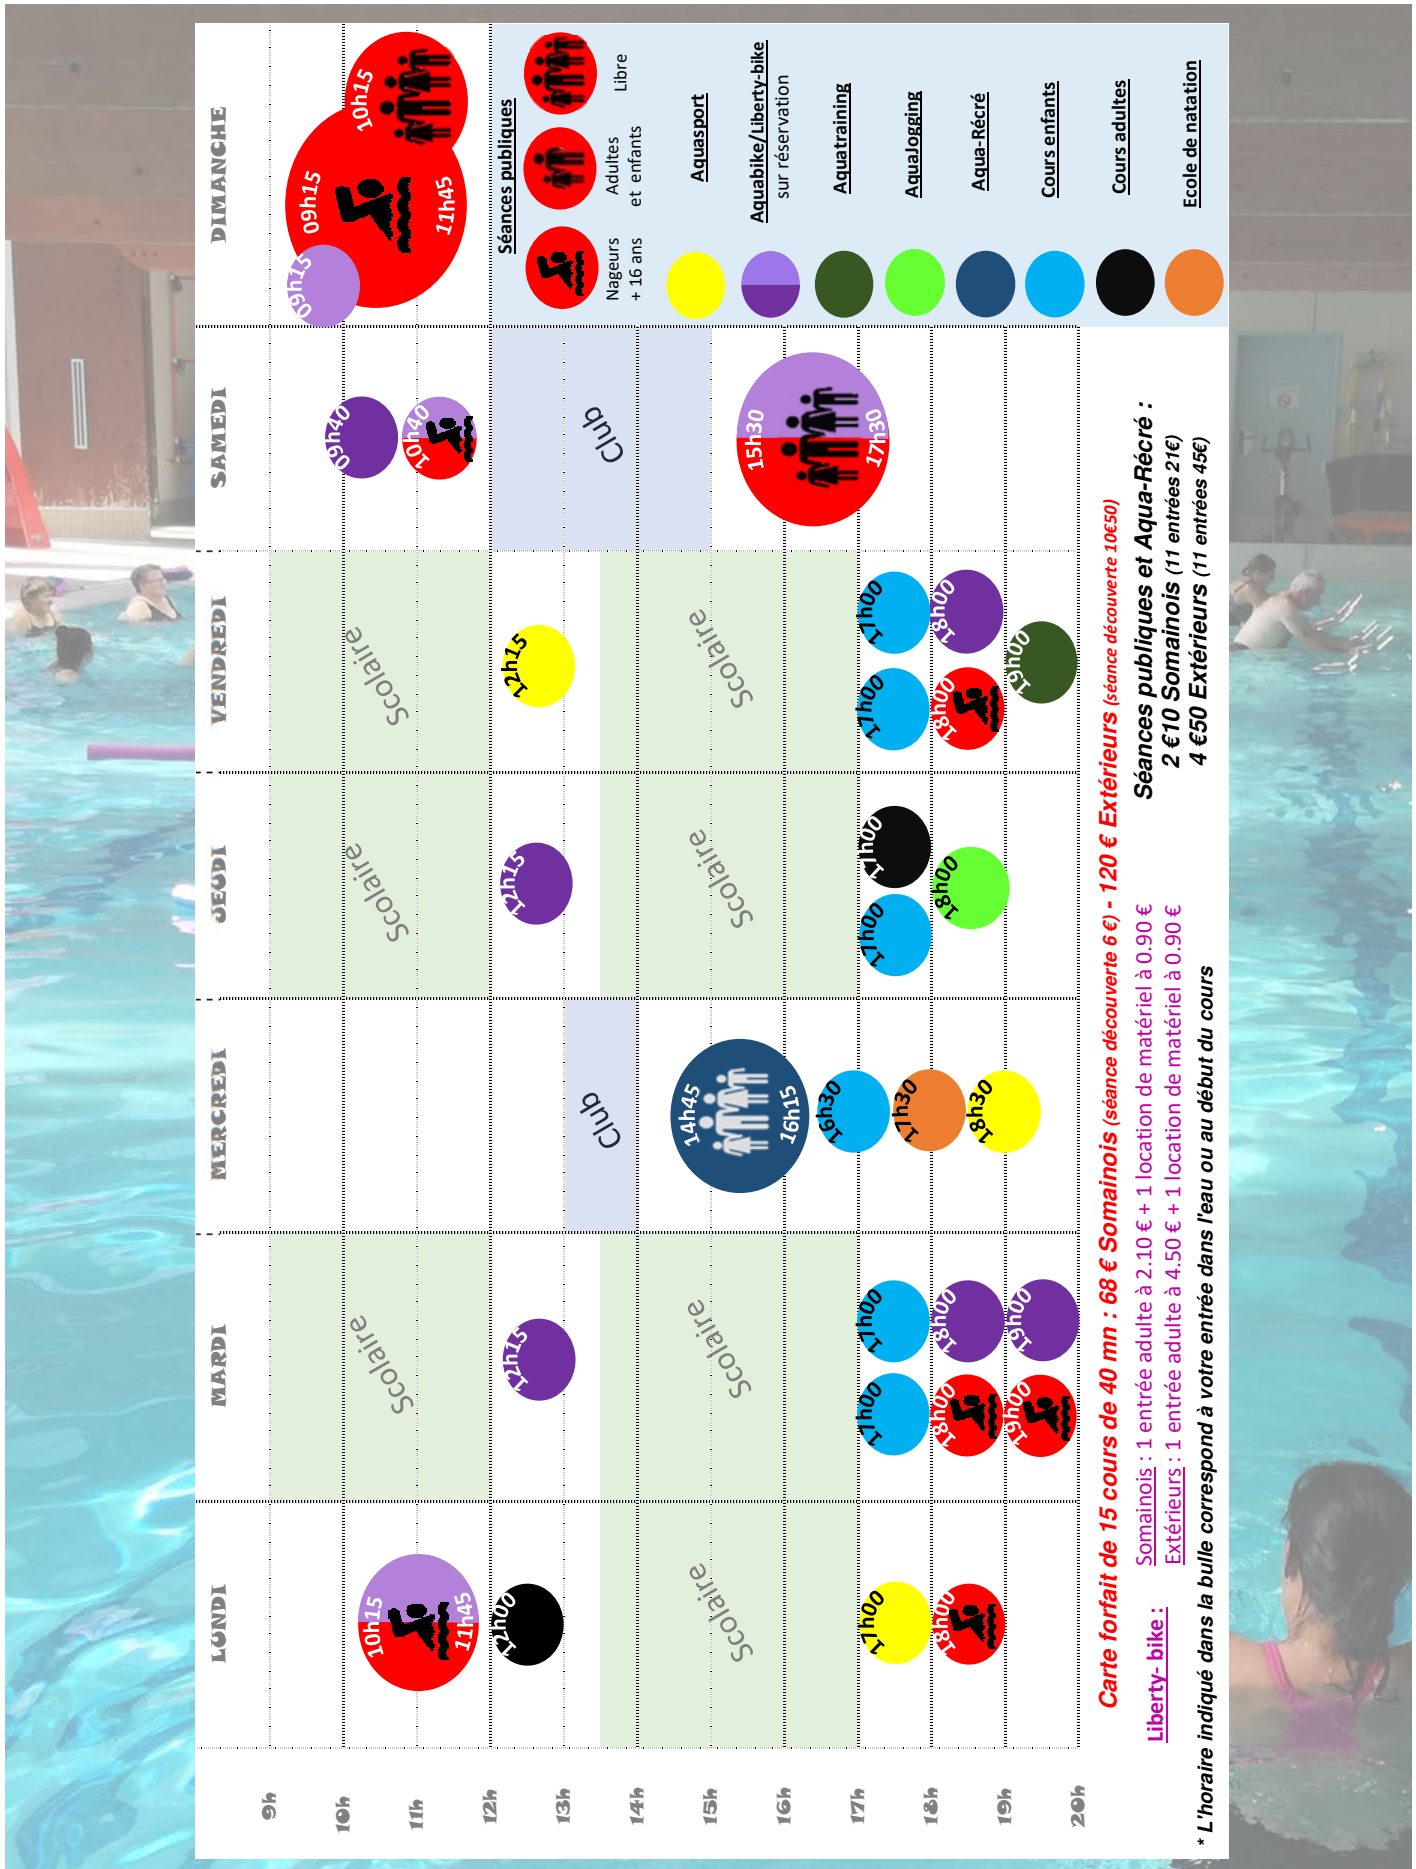 LUNDI
MARDI
MERCREDI
JEUDI
VENDREDI
SAMEDI
DIMANCHE
9h
10h
11h
12h
13h
14h
15h
16h
17h
18h
19h
20h
10h15
11h45
12h00
Scolaire
17h00
18h00
Scolaire
12h15
Scolaire
17h00
17h00
18h00
18h00
19h00
19h00
Club
14h45
16h15
16h30
17h30
18h30
Scolaire
12h15
Scolaire
17h00
17h00
18h00
Scolaire
12h15
Scolaire
17h00
17h00
18h00
18h00
19h00
09h40
10h40
Club
15h30
17h30
09h15
09h15
11h45
10h15
Séances publiques
Nageurs
+ 16 ans
Adultes
et enfants
Libre
Aquasport
Aquabike/Liberty-bike
sur réservation
Aquatraining
AquaJogging
Aqua-Récré
Cours enfants
Cours adultes
Ecole de natation
Carte forfait de 15 cours de 40 mn : 68 € Somainois (séance découverte 6 €) - 120 € Extérieurs (séance découverte 10€50)
Liberty- bike :
Somainois : 1 entrée adulte à 2.10 € + 1 location de matériel à 0.90 €
Extérieurs : 1 entrée adulte à 4.50 € + 1 location de matériel à 0.90 €
Séances publiques et Aqua-Récré :
2 €10 Somainois (11 entrées 21€)
4 €50 Extérieurs (11 entrées 45€)
* L'horaire indiqué dans la bulle correspond à votre entrée dans l'eau ou au début du cours